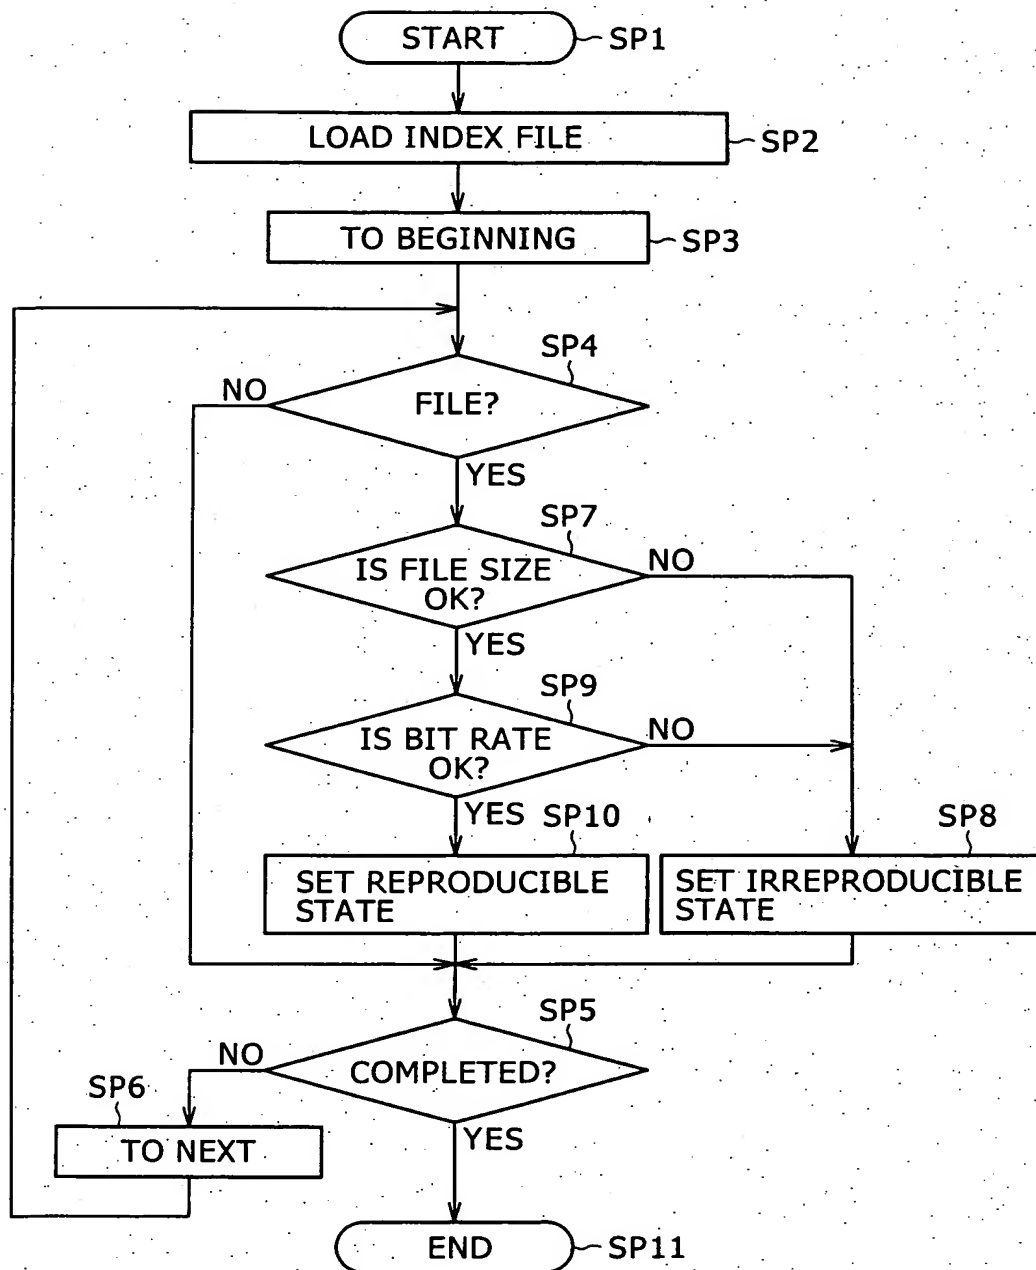 START
SP1
LOAD INDEX FILE
SP2
TO BEGINNING
SP3
SP4
NO
FILE?
YES
SP7
IS FILE SIZE
OK?
NO
YES
SP9
IS BIT RATE
OK?
NO
YES
SP10
SP8
SET REPRODUCIBLE
STATE
SET IRREPRODUCIBLE
STATE
SP5
NO
COMPLETED?
SP6
TO NEXT
YES
END
SP11